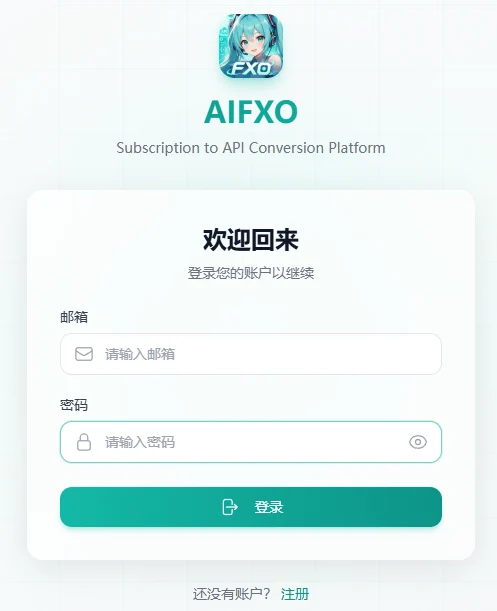 FXO
AIFXO
Subscription to API Conversion Platform
欢迎回来
登录您的账户以继续
邮箱
请输入邮箱
密码
请输入密码
登录
还没有账户？ 注册